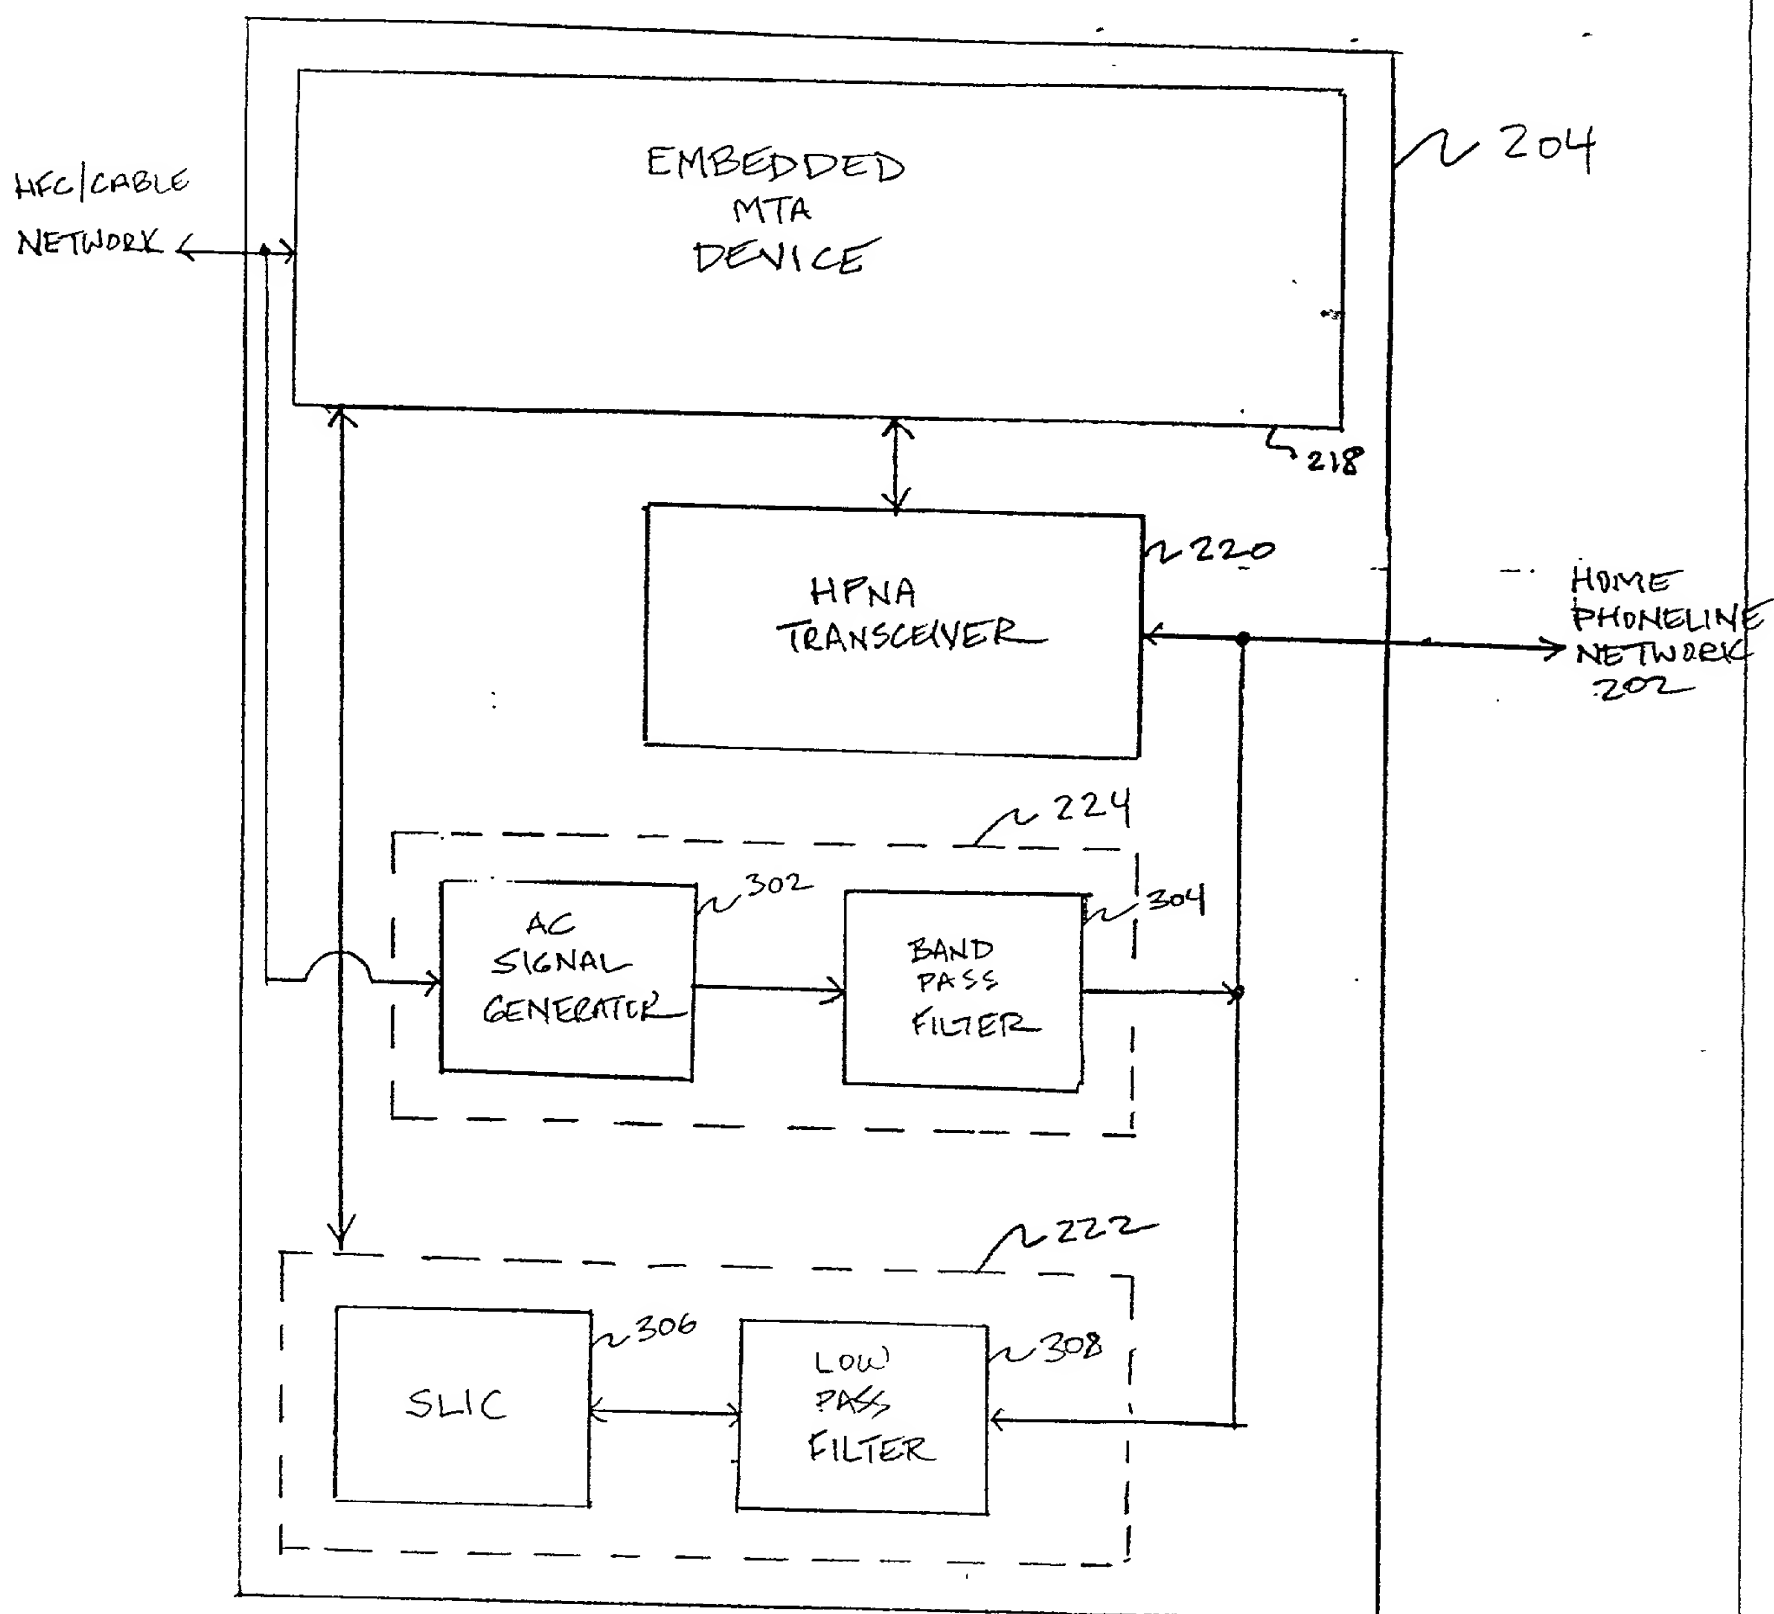 EMBEDDED
MTA
DEVICE
204
HFC/CABLE
NETWORK
218
HPNA
TRANSCEIVER
220
HOME
PHONELINE
NETWORK
202
224
AC
SIGNAL
GENERATER
302
BAND
PASS
FILTER
304
222
SLIC
306
LOW
PASS
FILTER
308